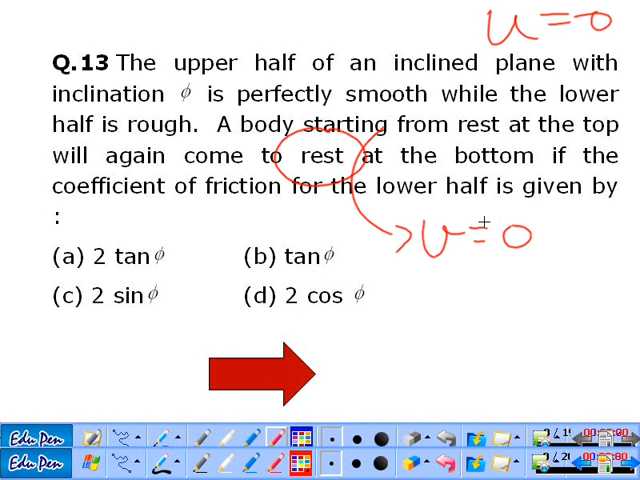 u=0
Q.13 The upper half of an inclined plane with
inclination ϕ is perfectly smooth while the lower
half is rough. A body starting from rest at the top
will again come to rest at the bottom if the
coefficient of friction for the lower half is given by
:
v=0
(a) 2 tanϕ (b) tanϕ
(c) 2 sinϕ (d) 2 cos ϕ
Edu Pen
Edu Pen